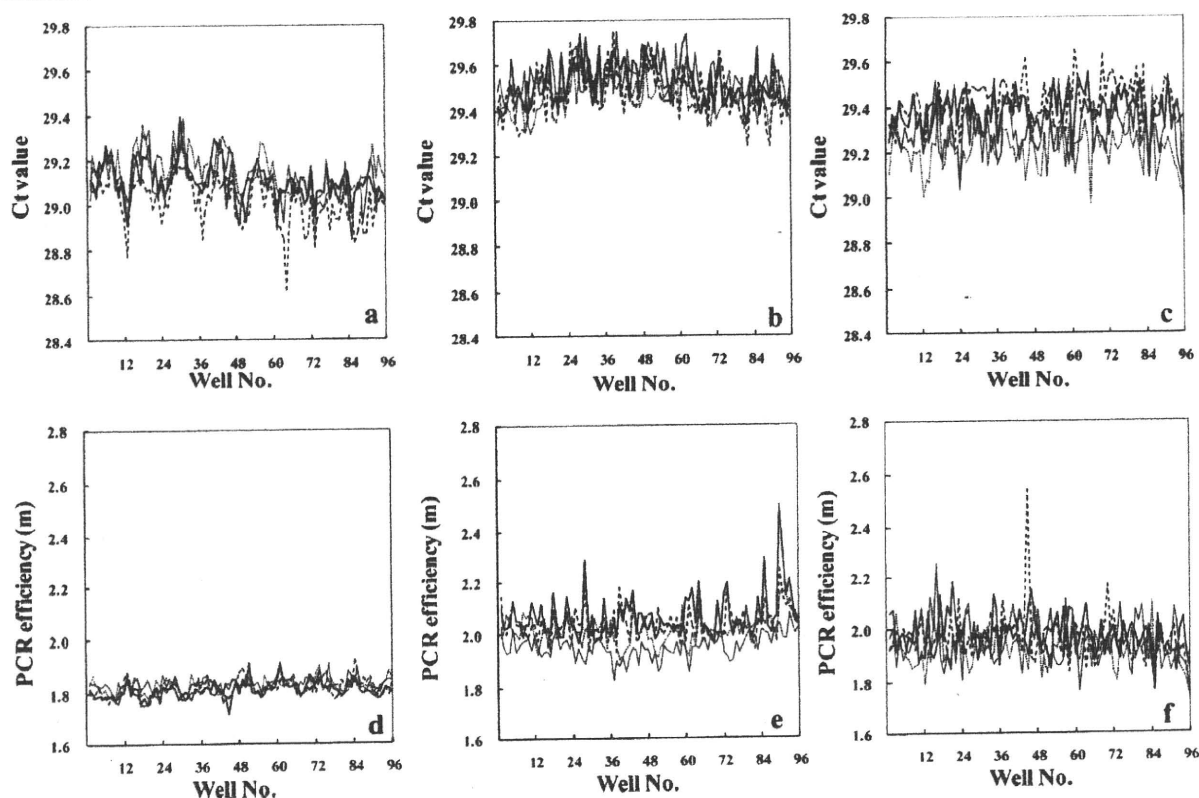 29.8
29.6
29.4
29.2
29.0
28.8
28.6
28.4
Ct value
12 24 36 48 60 72 84 96
Well No.
a
29.8
29.6
29.4
29.2
29.0
28.8
28.6
28.4
Ct value
12 24 36 48 60 72 84 96
Well No.
b
29.8
29.6
29.4
29.2
29.0
28.8
28.6
28.4
Ct value
12 24 36 48 60 72 84 96
Well No.
c
2.8
2.6
2.4
2.2
2.0
1.8
1.6
PCR efficiency (m)
12 24 36 48 60 72 84 96
Well No.
d
2.8
2.6
2.4
2.2
2.0
1.8
1.6
PCR efficiency (m)
12 24 36 48 60 72 84 96
Well No.
e
2.8
2.6
2.4
2.2
2.0
1.8
1.6
PCR efficiency (m)
12 24 36 48 60 72 84 96
Well No.
f